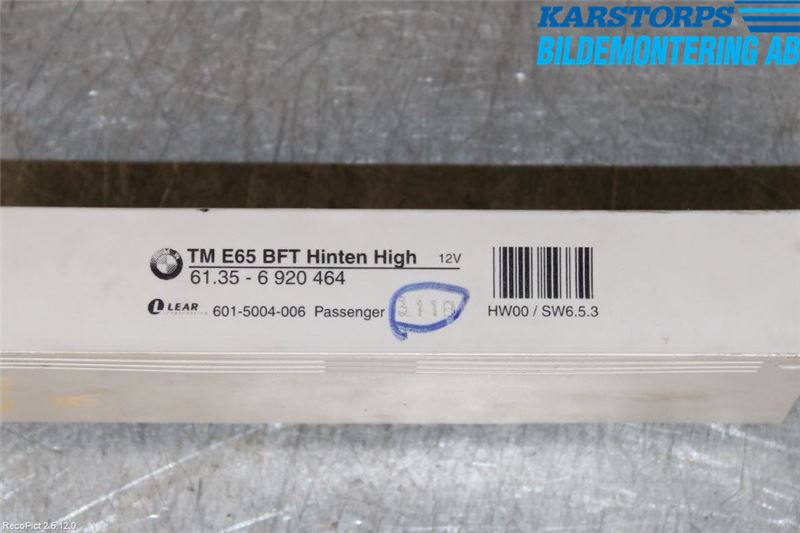 KARSTORPS
BILDEMONTERING AB
TM E65 BFT Hinten High 12V
61.35 - 6 920 464
LEAR 601-5004-006 Passenger 3118 HW00 / SW6.5.3
RecoPict 2.5.12.0